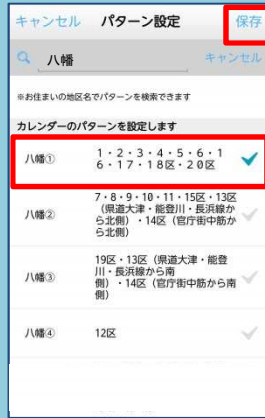 キャンセル パターン設定 保存
八幡 キャンセル
※お住まいの地区名でパターンを検索できます
カレンダーのパターンを設定します
八幡① 1・2・3・4・5・6・1
6・17・18区・20区
7・8・9・10・11・15区・13区
(県道大津・能登川・長浜線か
八幡② ら北側)・14区(官庁街中筋か
ら北側)
19区・13区(県道大津・能登
八幡③ 川・長浜線から南
側)・14区(官庁街中筋から南
側)
八幡④ 12区